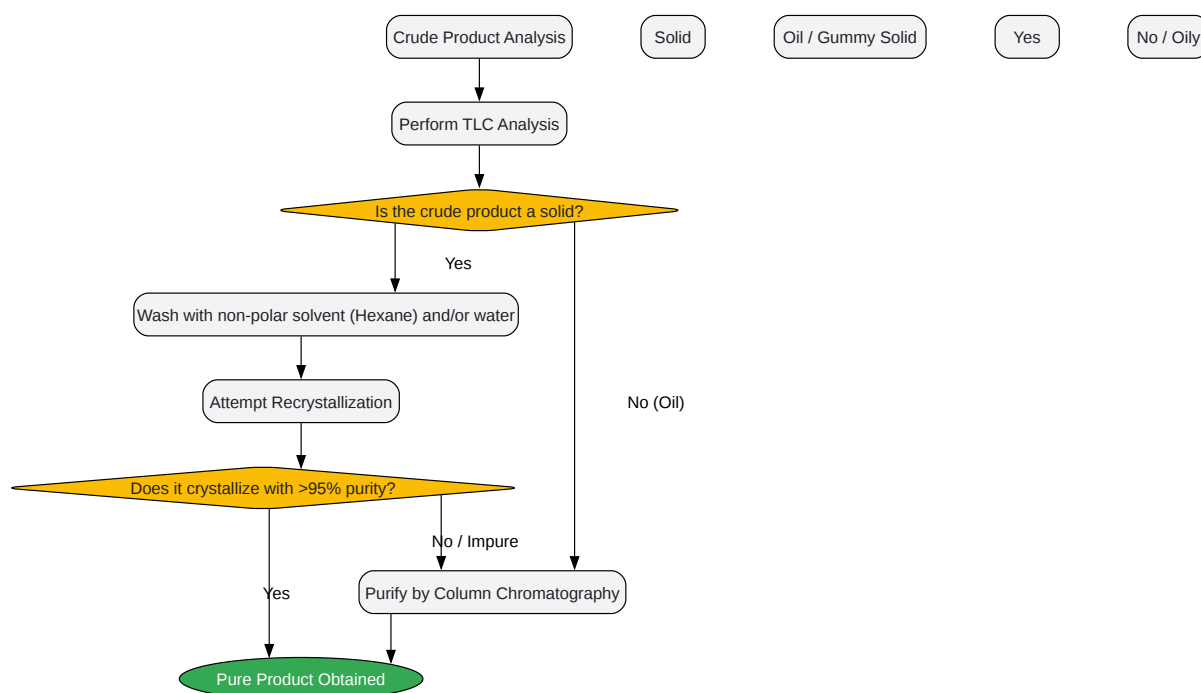 Crude Product Analysis
Solid
Oil / Gummy Solid
Yes
No / Oily
Perform TLC Analysis
Is the crude product a solid?
Yes
Wash with non-polar solvent (Hexane) and/or water
Attempt Recrystallization
No (Oil)
Does it crystallize with >95% purity?
No / Impure
Yes
Purify by Column Chromatography
Pure Product Obtained